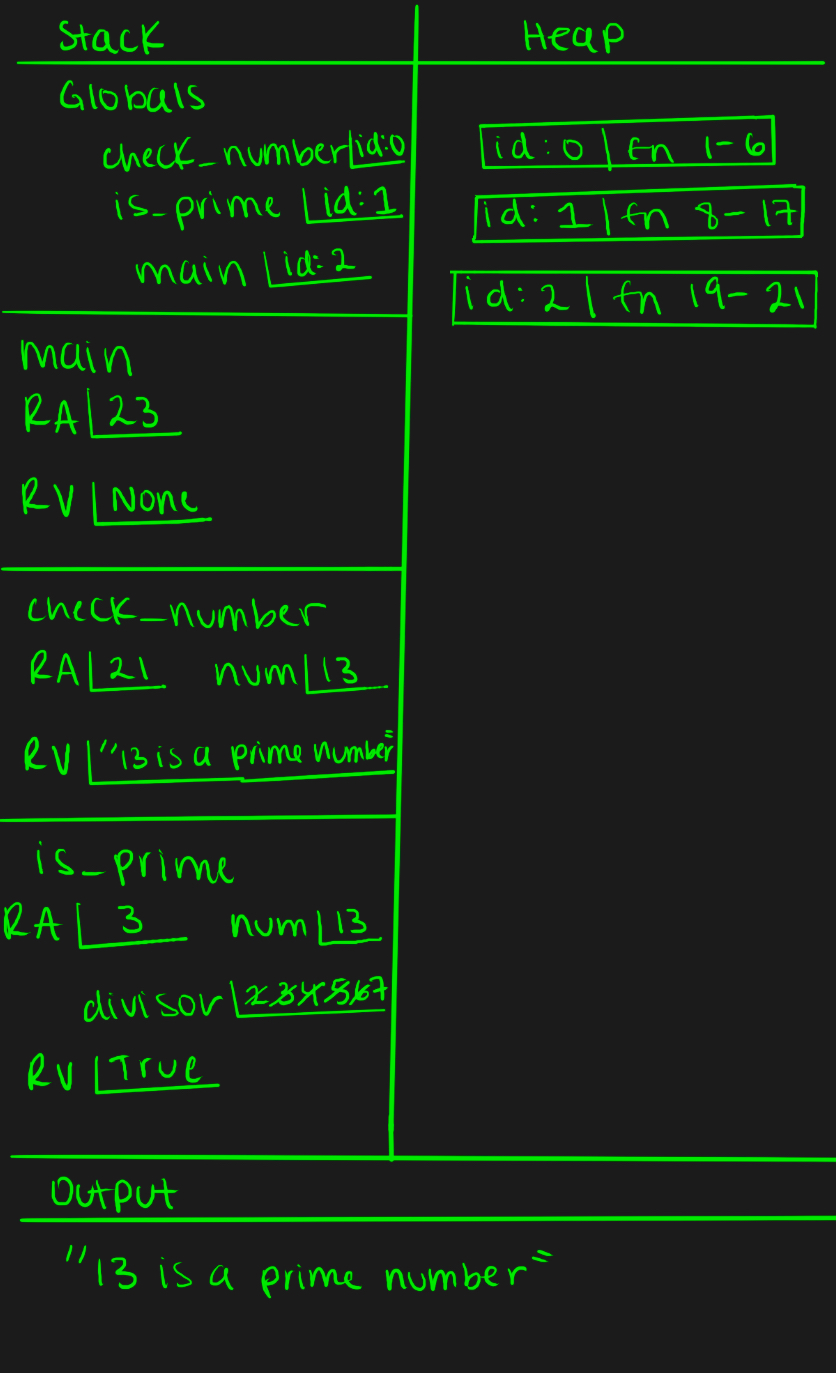 Stack
Heap
Globals
check_number id:0
is_prime id:1
main id:2
id:0 | fn 1-6
id: 1 | fn 8-17
id:2 | fn 19-21
main
RA 23
RV None
check_number
RA 21 num 13
RV "13 is a prime number"
is_prime
RA 3 num 13
divisor 2 3 4 5 6 7
RV True
Output
"13 is a prime number"